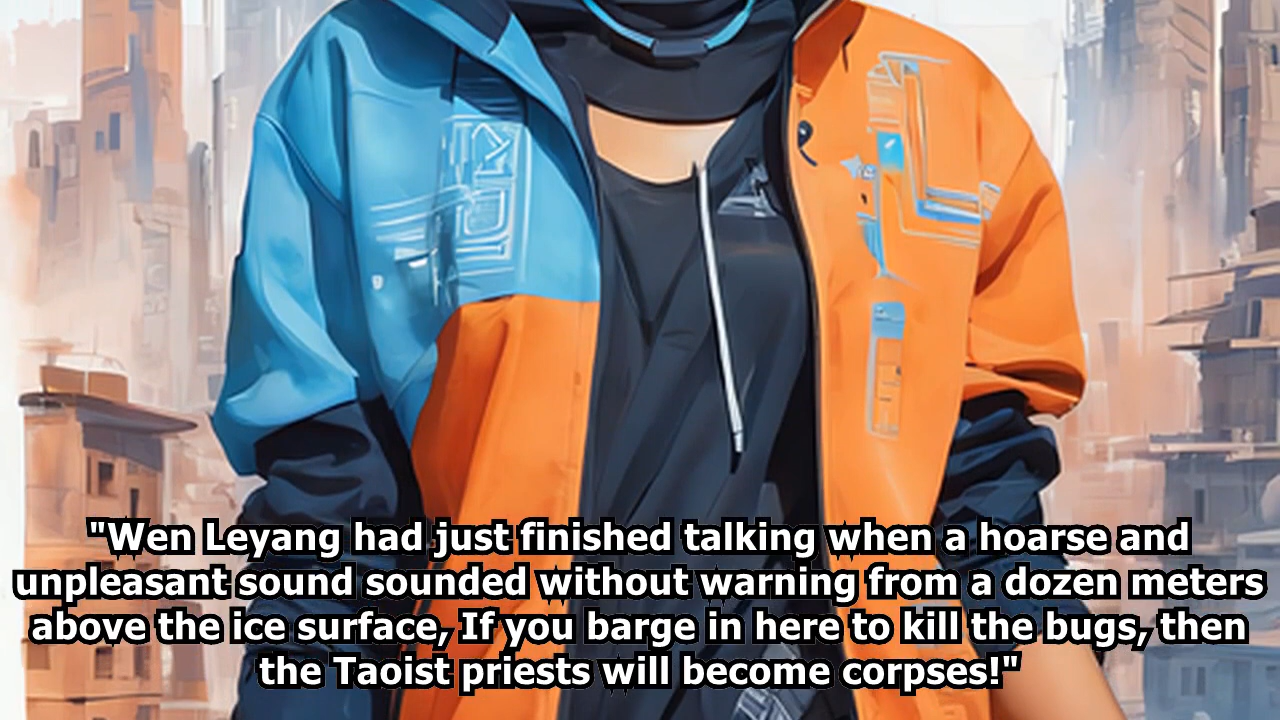 "Wen Leyang had just finished talking when a hoarse and
unpleasant sound sounded without warning from a dozen meters
above the ice surface, If you barge in here to kill the bugs, then
the Taoist priests will become corpses!"